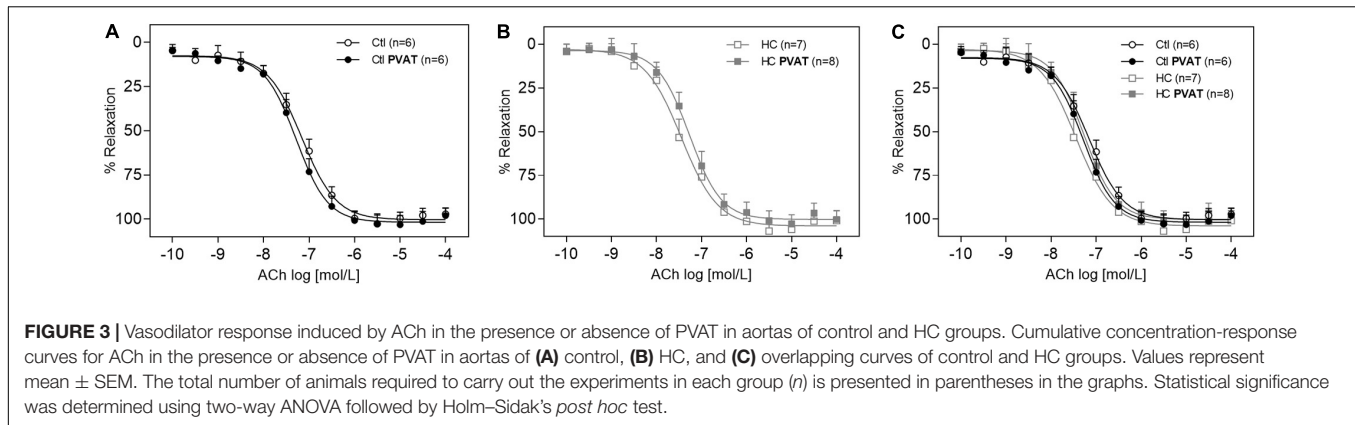 A
0
25
50
75
100
% Relaxation
Ctl (n=6)
Ctl PVAT (n=6)
-10 -9 -8 -7 -6 -5 -4
ACh log [mol/L]
B
0
25
50
75
100
% Relaxation
HC (n=7)
HC PVAT (n=8)
-10 -9 -8 -7 -6 -5 -4
ACh log [mol/L]
C
0
25
50
75
100
% Relaxation
Ctl (n=6)
Ctl PVAT (n=6)
HC (n=7)
HC PVAT (n=8)
-10 -9 -8 -7 -6 -5 -4
ACh log [mol/L]
FIGURE 3 | Vasodilator response induced by ACh in the presence or absence of PVAT in aortas of control and HC groups. Cumulative concentration-response
curves for ACh in the presence or absence of PVAT in aortas of (A) control, (B) HC, and (C) overlapping curves of control and HC groups. Values represent
mean ± SEM. The total number of animals required to carry out the experiments in each group (n) is presented in parentheses in the graphs. Statistical significance
was determined using two-way ANOVA followed by Holm–Sidak's post hoc test.